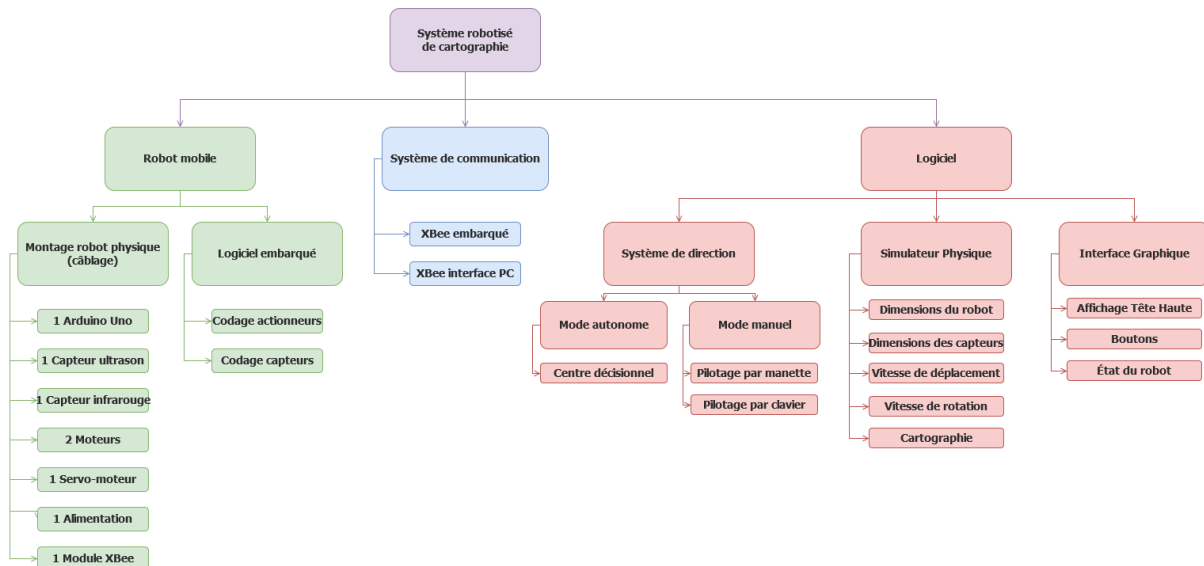 Système robotisé
de cartographie
Robot mobile
Système de communication
Logiciel
Montage robot physique
(câblage)
Logiciel embarqué
XBee embarqué
XBee interface PC
Système de direction
Simulateur Physique
Interface Graphique
1 Arduino Uno
1 Capteur ultrason
1 Capteur infrarouge
2 Moteurs
1 Servo-moteur
1 Alimentation
1 Module XBee
Codage actionneurs
Codage capteurs
Mode autonome
Centre décisionnel
Mode manuel
Pilotage par manette
Pilotage par clavier
Dimensions du robot
Dimensions des capteurs
Vitesse de déplacement
Vitesse de rotation
Cartographie
Affichage Tête Haute
Boutons
État du robot